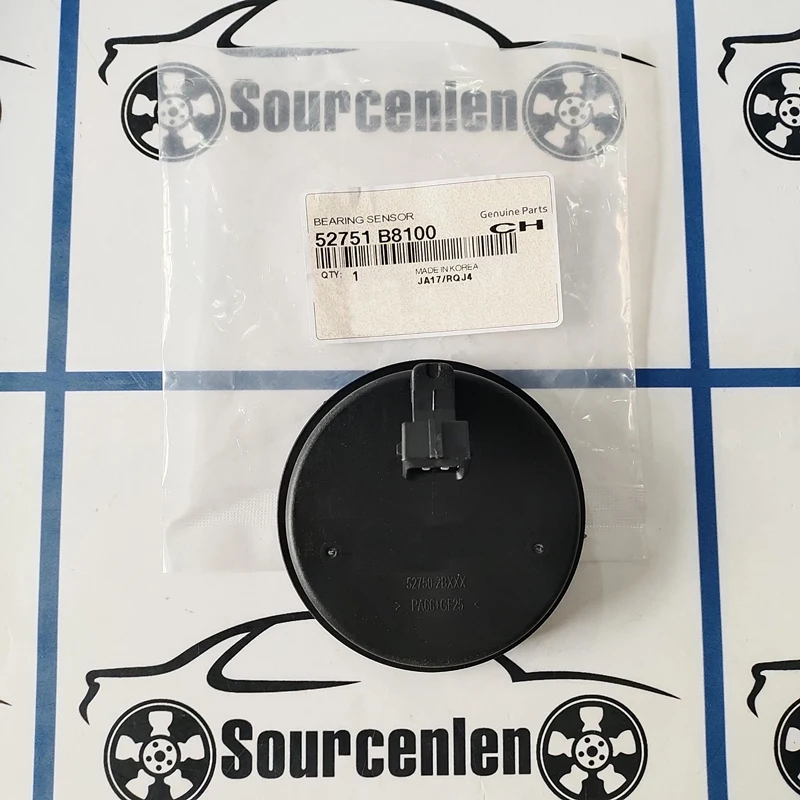 Sourcenlen
BEARING SENSOR
Genuine Parts
52751 B8100
CH
QTY: 1
MADE IN KOREA
JA17/RQJ4
52750-2BXXX
> PA66+GF25 <
Sourcenlen